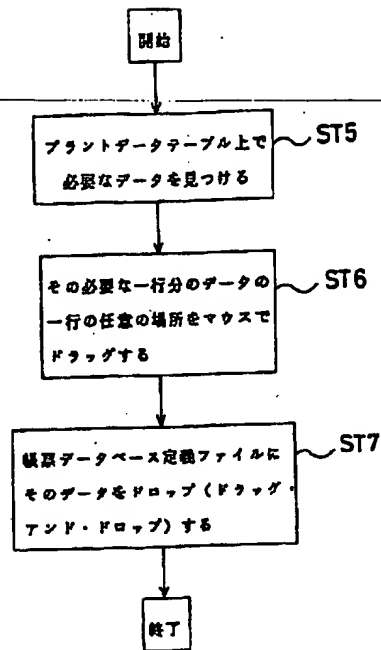 開始
プラントデータテーブル上で
ST5
必要なデータを見つける
その必要な一行分のデータの
ST6
一行の任意の場所をマウスで
ドラッグする
帳票データベース定義ファイルに
ST7
そのデータをドロップ(ドラッグ・
アンド・ドロップ)する
終了